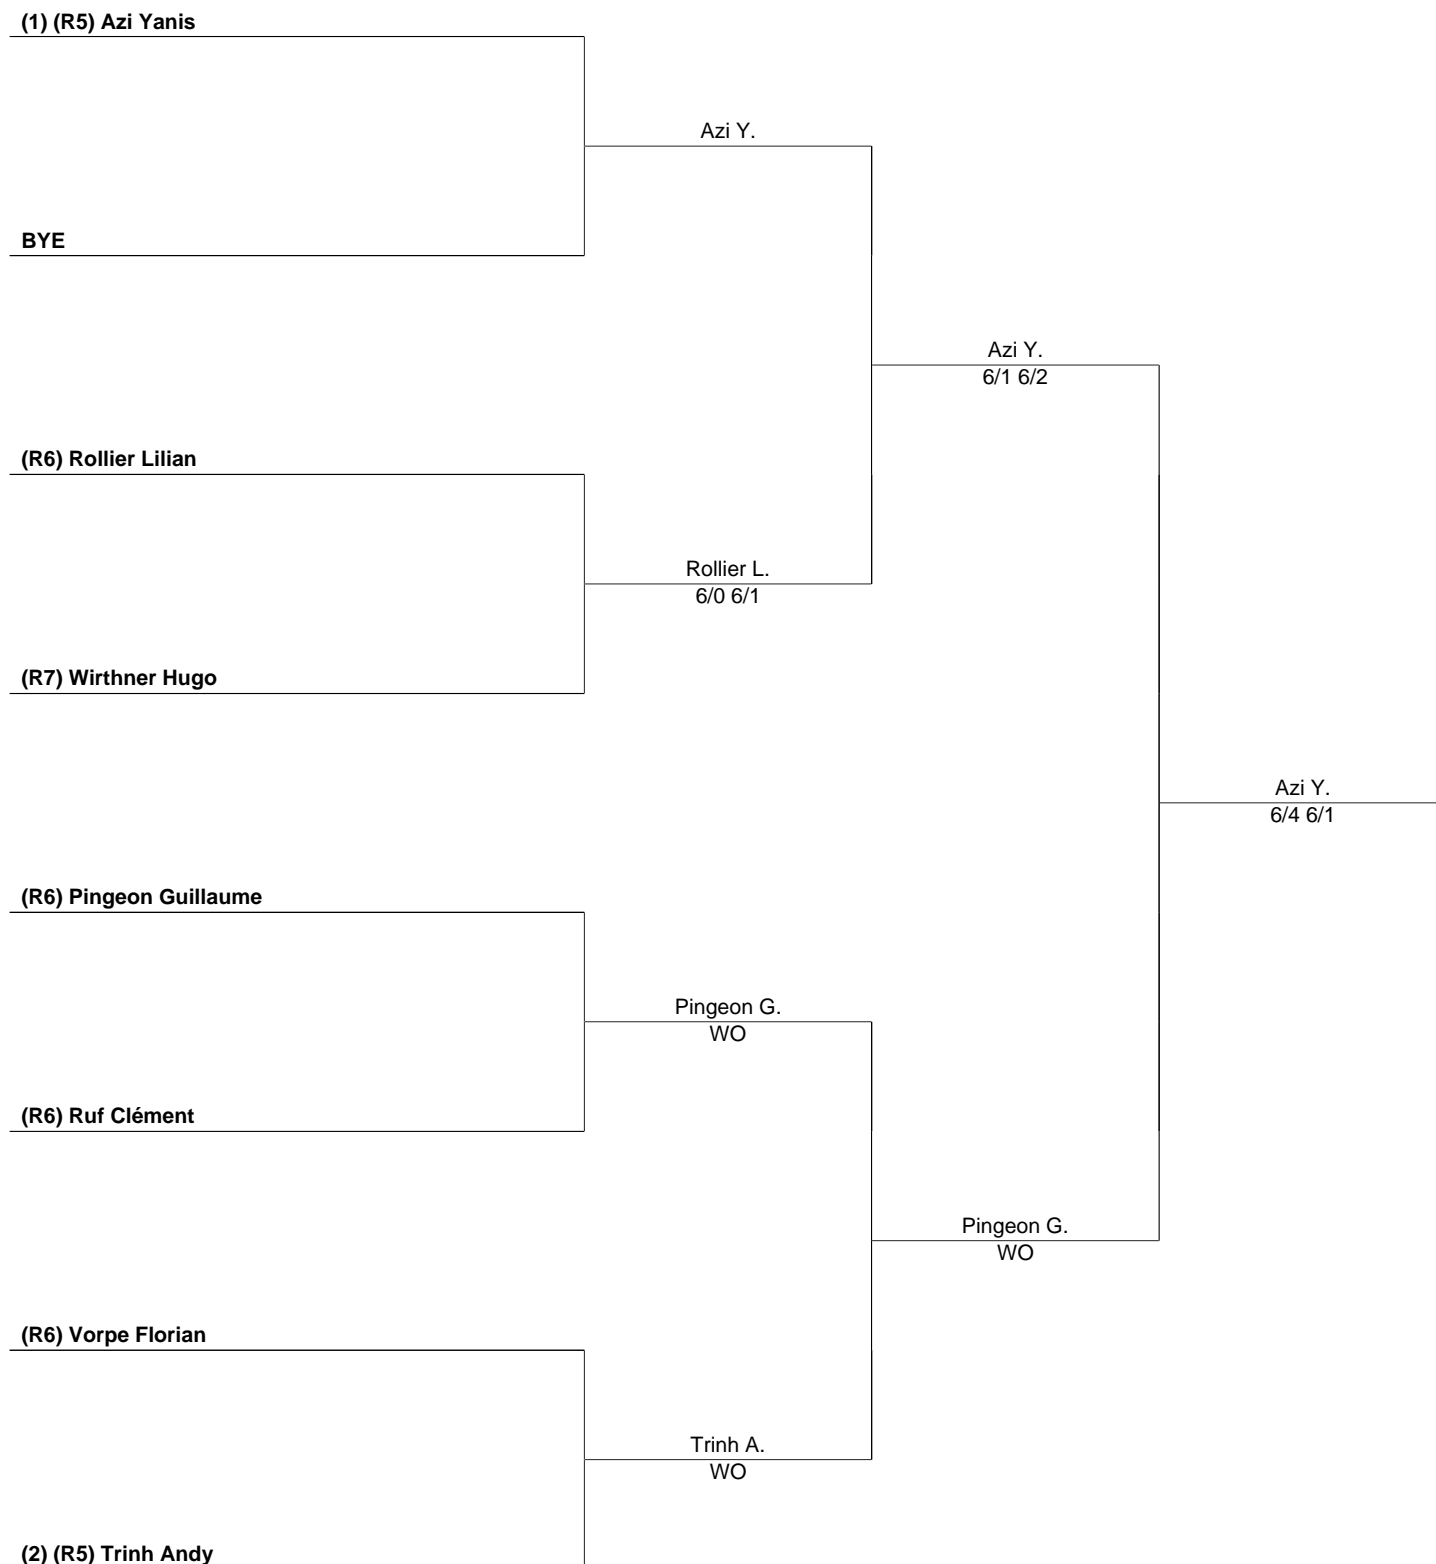 (1) (R5) Azi Yanis
Azi Y.
BYE
Azi Y.
6/1 6/2
(R6) Rollier Lilian
Rollier L.
6/0 6/1
(R7) Wirthner Hugo
Azi Y.
6/4 6/1
(R6) Pingeon Guillaume
Pingeon G.
WO
(R6) Ruf Clément
Pingeon G.
WO
(R6) Vorpe Florian
Trinh A.
WO
(2) (R5) Trinh Andy